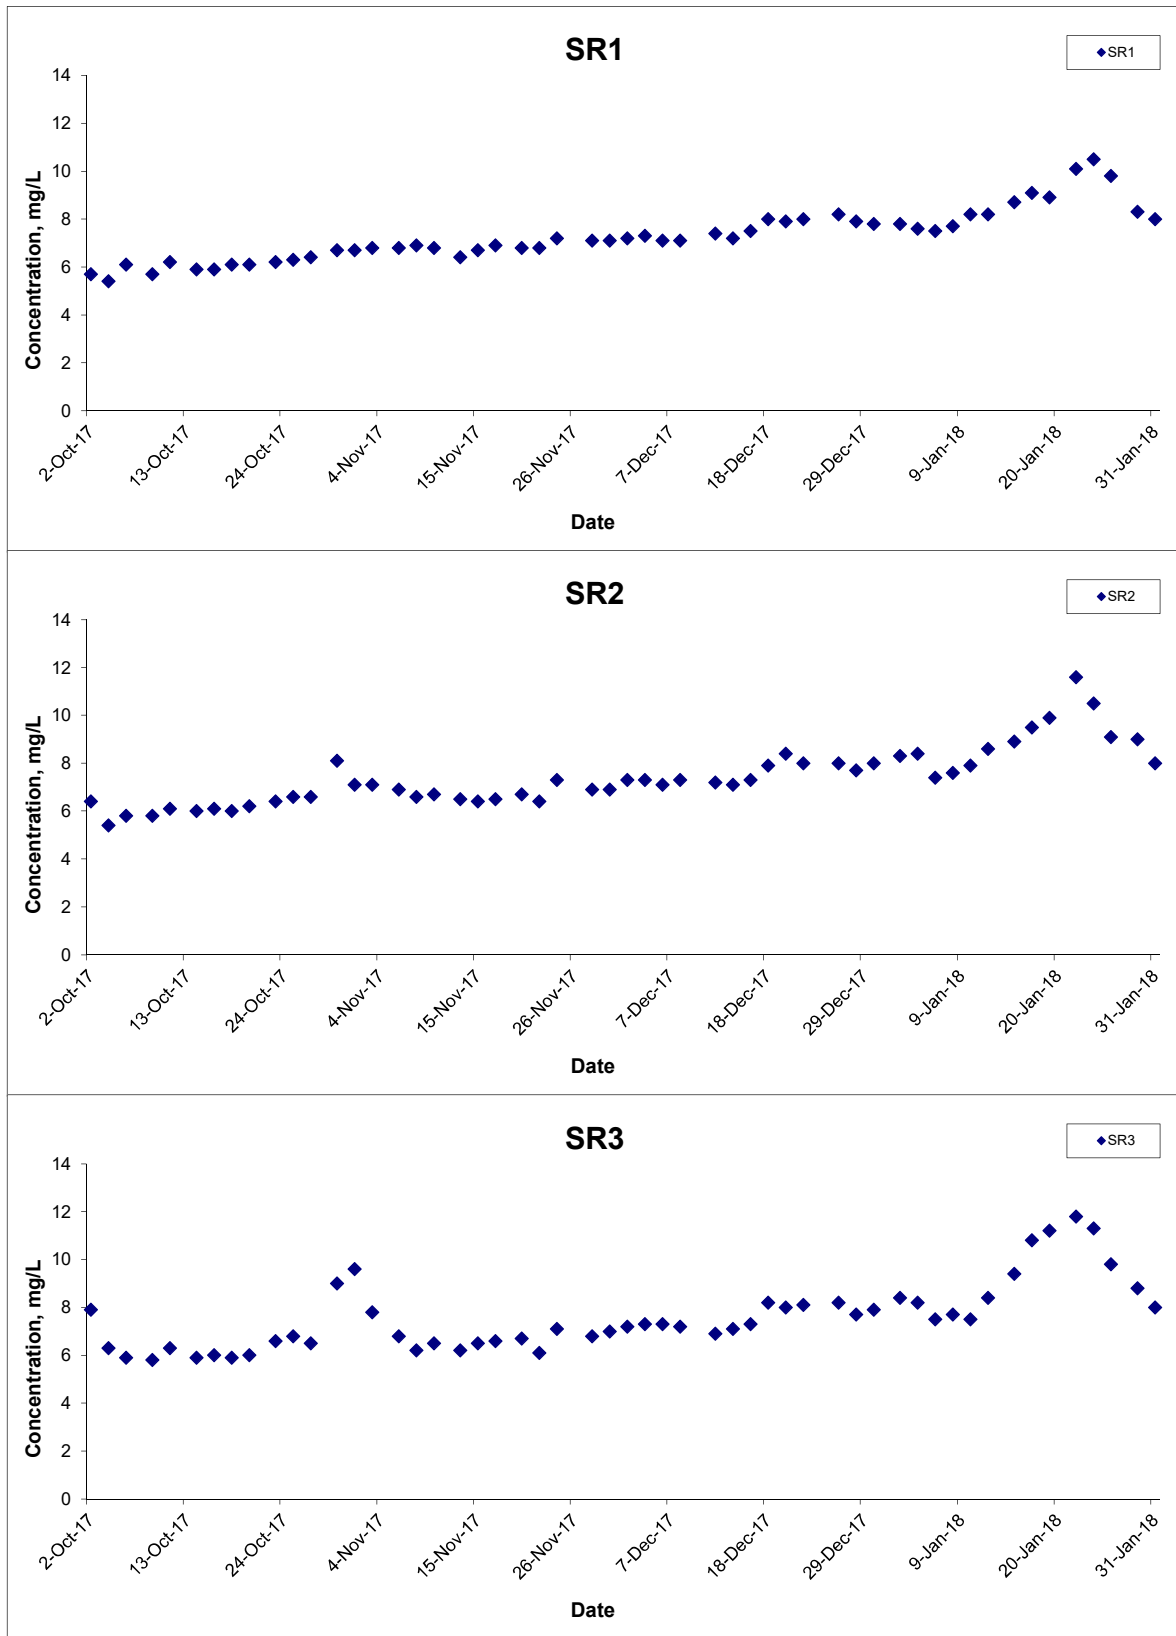 SR1
SR1
14
12
10
8
6
4
2
0
Concentration, mg/L
2-Oct-17
13-Oct-17
24-Oct-17
4-Nov-17
15-Nov-17
26-Nov-17
7-Dec-17
18-Dec-17
29-Dec-17
9-Jan-18
20-Jan-18
31-Jan-18
Date
SR2
SR2
14
12
10
8
6
4
2
0
Concentration, mg/L
2-Oct-17
13-Oct-17
24-Oct-17
4-Nov-17
15-Nov-17
26-Nov-17
7-Dec-17
18-Dec-17
29-Dec-17
9-Jan-18
20-Jan-18
31-Jan-18
Date
SR3
SR3
14
12
10
8
6
4
2
0
Concentration, mg/L
2-Oct-17
13-Oct-17
24-Oct-17
4-Nov-17
15-Nov-17
26-Nov-17
7-Dec-17
18-Dec-17
29-Dec-17
9-Jan-18
20-Jan-18
31-Jan-18
Date